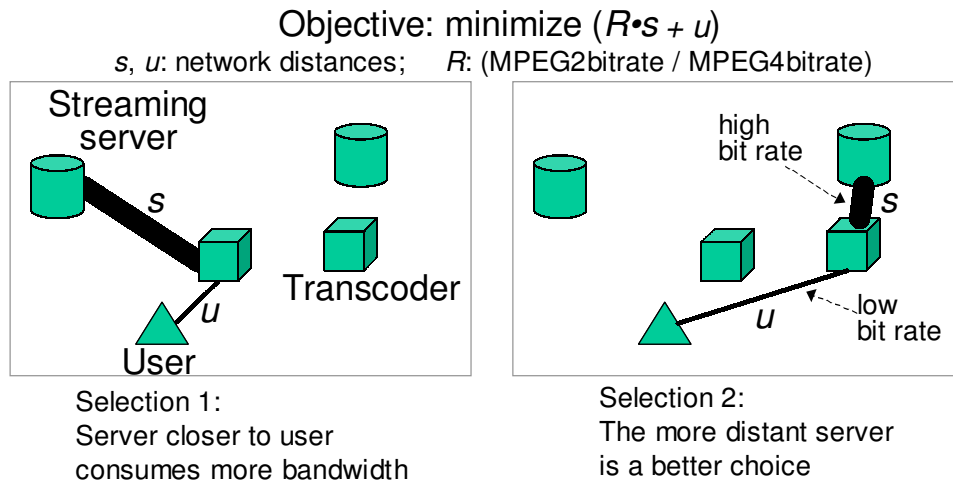 Objective: minimize (R•s + u)
s, u: network distances; R: (MPEG2bitrate / MPEG4bitrate)
Streaming
server
s
Transcoder
u
User
high
bit rate
s
u
low
bit rate
Selection 1:
Server closer to user
consumes more bandwidth
Selection 2:
The more distant server
is a better choice